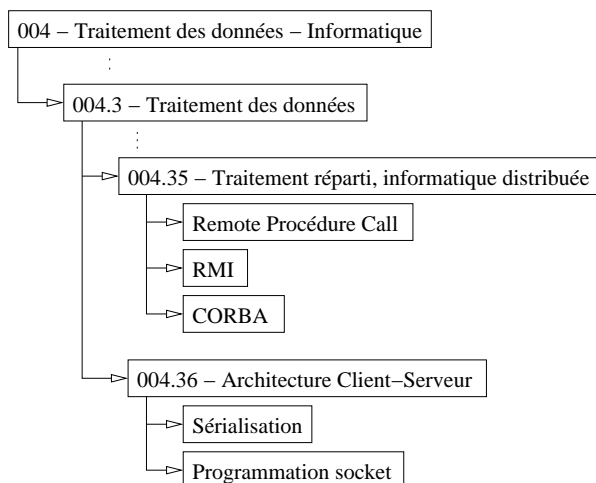 004 – Traitement des données – Informatique
004.3 – Traitement des données
004.35 – Traitement réparti, informatique distribuée
Remote Procédure Call
RMI
CORBA
004.36 – Architecture Client–Serveur
Sérialisation
Programmation socket